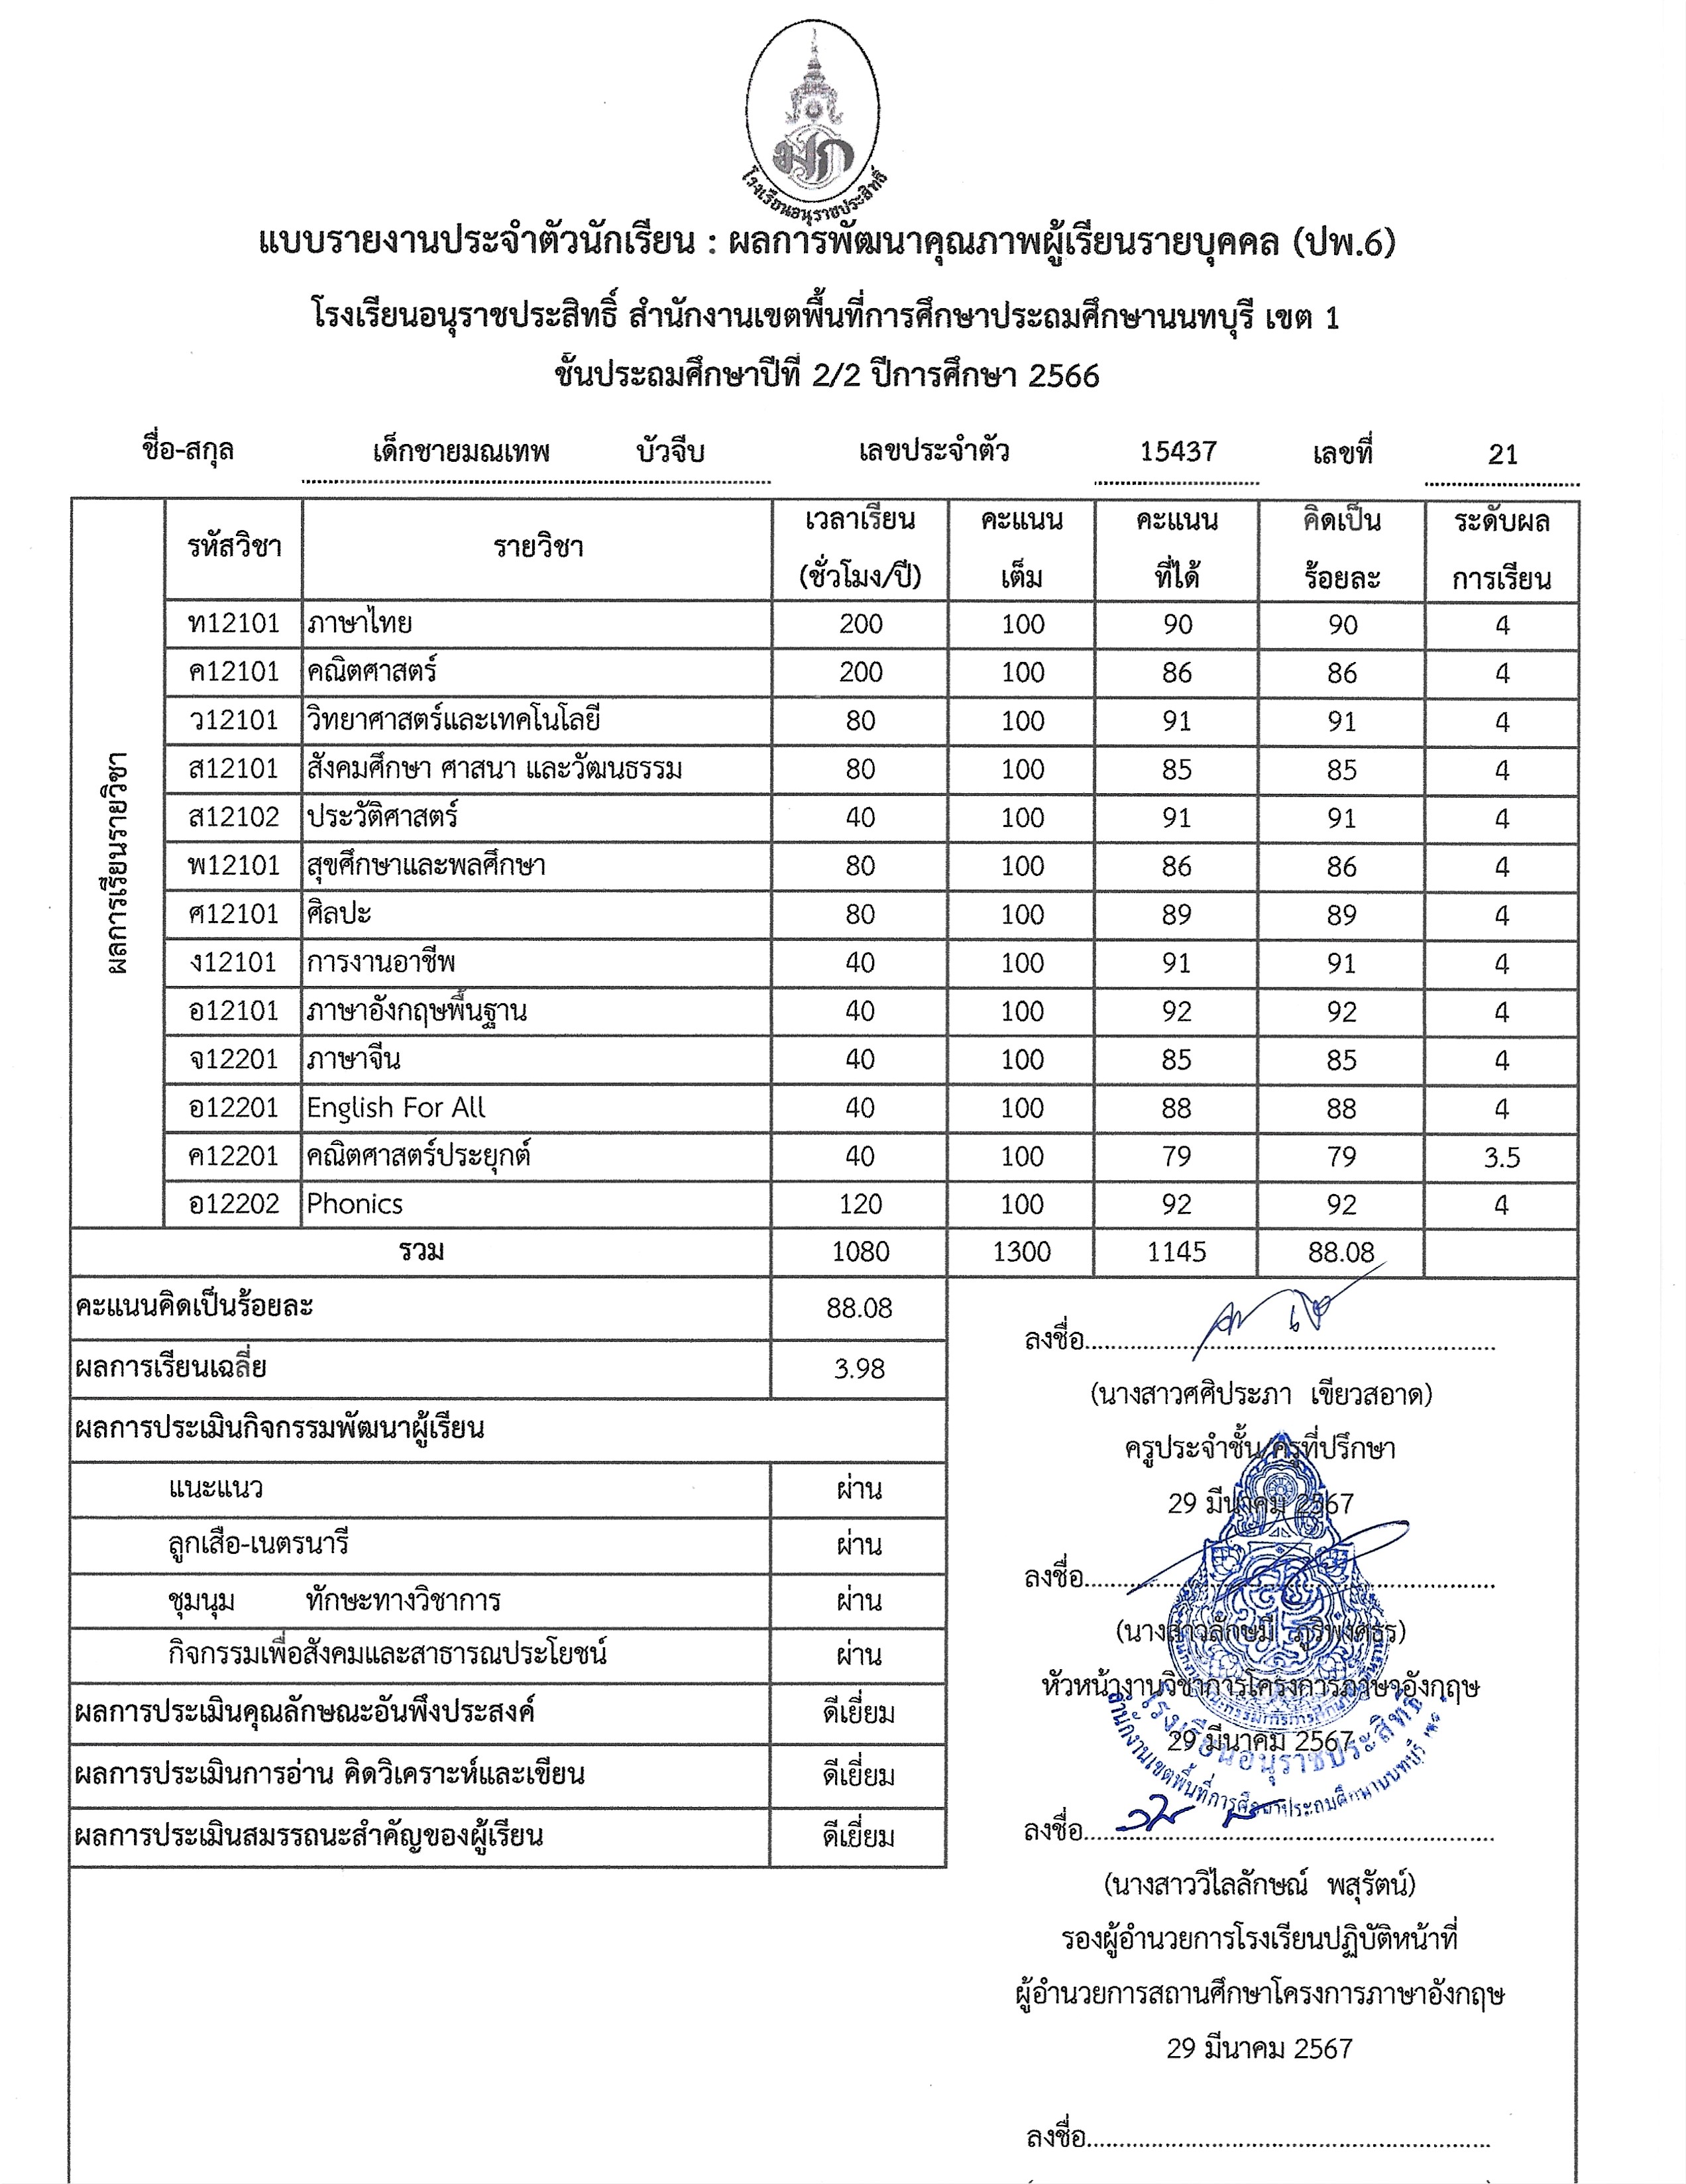 มก
โรงเรียนอนุราชประสิทธิ์
แบบรายงานประจำตัวนักเรียน : ผลการพัฒนาคุณภาพผู้เรียนรายบุคคล (ปพ.6)
โรงเรียนอนุราชประสิทธิ์ สำนักงานเขตพื้นที่การศึกษาประถมศึกษานนทบุรี เขต 1
ชั้นประถมศึกษาปีที่ 2/2 ปีการศึกษา 2566
ชื่อ-สกุล เด็กชายมณเทพ บัวจีบ เลขประจำตัว 15437 เลขที่ 21
ผลการเรียนรายวิชา
รหัสวิชา รายวิชา เวลาเรียน (ชั่วโมง/ปี) คะแนน เต็ม คะแนน ที่ได้ คิดเป็น ร้อยละ ระดับผล การเรียน
ท12101 ภาษาไทย 200 100 90 90 4
ค12101 คณิตศาสตร์ 200 100 86 86 4
ว12101 วิทยาศาสตร์และเทคโนโลยี 80 100 91 91 4
ส12101 สังคมศึกษา ศาสนา และวัฒนธรรม 80 100 85 85 4
ส12102 ประวัติศาสตร์ 40 100 91 91 4
พ12101 สุขศึกษาและพลศึกษา 80 100 86 86 4
ศ12101 ศิลปะ 80 100 89 89 4
ง12101 การงานอาชีพ 40 100 91 91 4
อ12101 ภาษาอังกฤษพื้นฐาน 40 100 92 92 4
จ12201 ภาษาจีน 40 100 85 85 4
อ12201 English For All 40 100 88 88 4
ค12201 คณิตศาสตร์ประยุกต์ 40 100 79 79 3.5
อ12202 Phonics 120 100 92 92 4
รวม 1080 1300 1145 88.08
คะแนนคิดเป็นร้อยละ 88.08
ผลการเรียนเฉลี่ย 3.98
ผลการประเมินกิจกรรมพัฒนาผู้เรียน
แนะแนว ผ่าน
ลูกเสือ-เนตรนารี ผ่าน
ชุมนุม ทักษะทางวิชาการ ผ่าน
กิจกรรมเพื่อสังคมและสาธารณประโยชน์ ผ่าน
ผลการประเมินคุณลักษณะอันพึงประสงค์ ดีเยี่ยม
ผลการประเมินการอ่าน คิดวิเคราะห์และเขียน ดีเยี่ยม
ผลการประเมินสมรรถนะสำคัญของผู้เรียน ดีเยี่ยม
ลงชื่อ
(นางสาวศศิประภา เขียวสอาด)
ครูประจำชั้น/ครูที่ปรึกษา
29 มีนาคม 2567
ลงชื่อ
(นางสาวลักษมี ภูริพงศธร)
หัวหน้างานวิชาการโครงการภาษาอังกฤษ
29 มีนาคม 2567
โรงเรียนอนุราชประสิทธิ์
สำนักงานเขตพื้นที่การศึกษาประถมศึกษานนทบุรี เขต
ลงชื่อ
(นางสาววิไลลักษณ์ พสุรัตน์)
รองผู้อำนวยการโรงเรียนปฏิบัติหน้าที่
ผู้อำนวยการสถานศึกษาโครงการภาษาอังกฤษ
29 มีนาคม 2567
ลงชื่อ